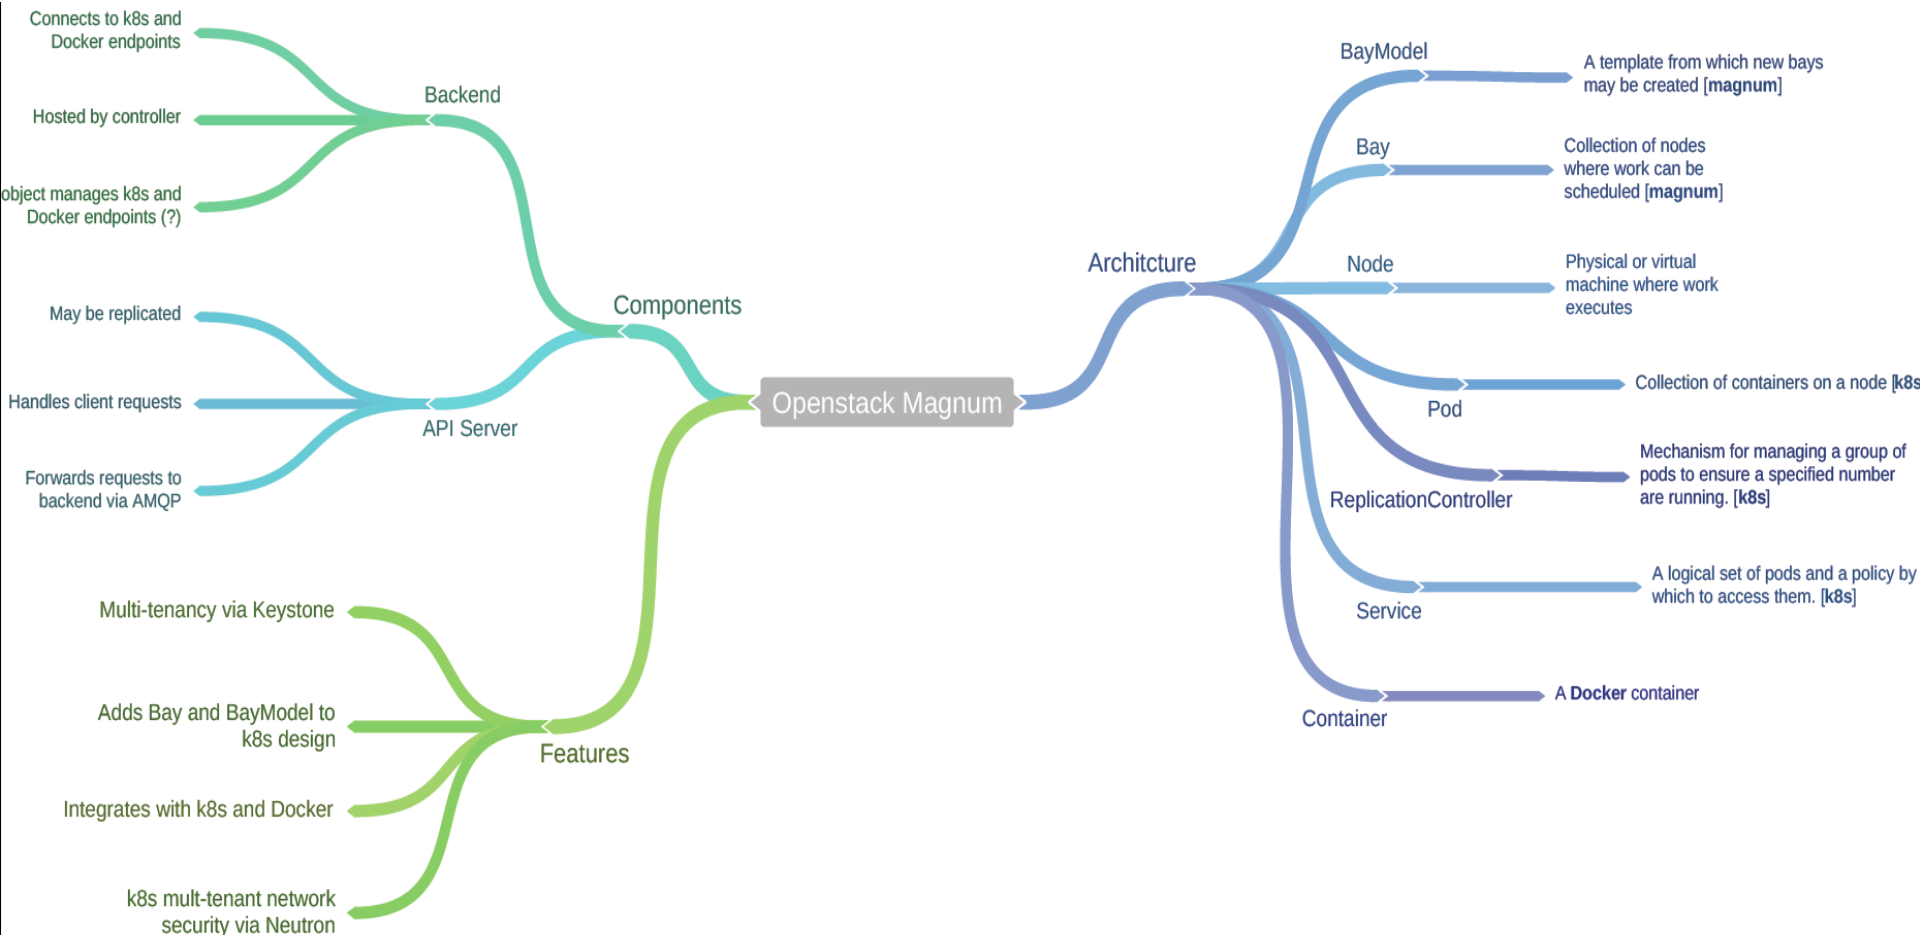 Connects to k8s and
Docker endpoints
Backend
Hosted by controller
object manages k8s and
Docker endpoints (?)
Components
May be replicated
Handles client requests
API Server
Forwards requests to
backend via AMQP
Openstack Magnum
Multi-tenancy via Keystone
Adds Bay and BayModel to
k8s design
Features
Integrates with k8s and Docker
k8s mult-tenant network
security via Neutron
Architcture
BayModel
A template from which new bays
may be created [magnum]
Bay
Collection of nodes
where work can be
scheduled [magnum]
Node
Physical or virtual
machine where work
executes
Pod
Collection of containers on a node [k8s
ReplicationController
Mechanism for managing a group of
pods to ensure a specified number
are running. [k8s]
Service
A logical set of pods and a policy by
which to access them. [k8s]
Container
A Docker container